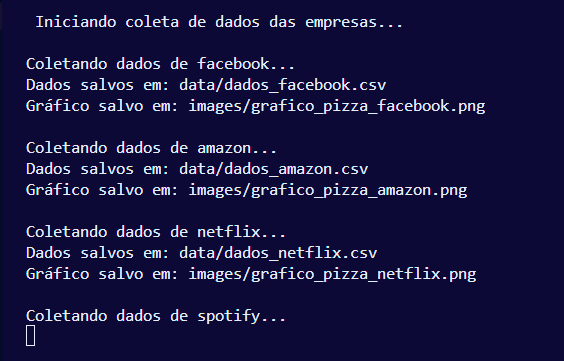 Iniciando coleta de dados das empresas...
Coletando dados de facebook...
Dados salvos em: data/dados_facebook.csv
Gráfico salvo em: images/grafico_pizza_facebook.png
Coletando dados de amazon...
Dados salvos em: data/dados_amazon.csv
Gráfico salvo em: images/grafico_pizza_amazon.png
Coletando dados de netflix...
Dados salvos em: data/dados_netflix.csv
Gráfico salvo em: images/grafico_pizza_netflix.png
Coletando dados de spotify...